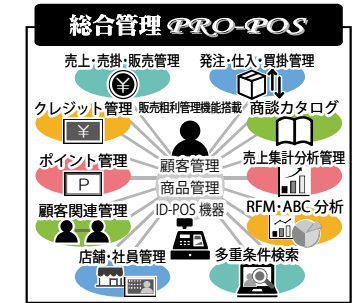 総合管理 PRO-POS
売上・売掛・販売管理
発注・仕入・買掛管理
¥
クレジット管理
販売粗利管理機能搭載
商談カタログ
¥
ポイント管理
顧客管理
売上集計分析管理
P
商品管理
顧客関連管理
ID-POS 機器
RFM・ABC 分析
店舗・社員管理
多重条件検索